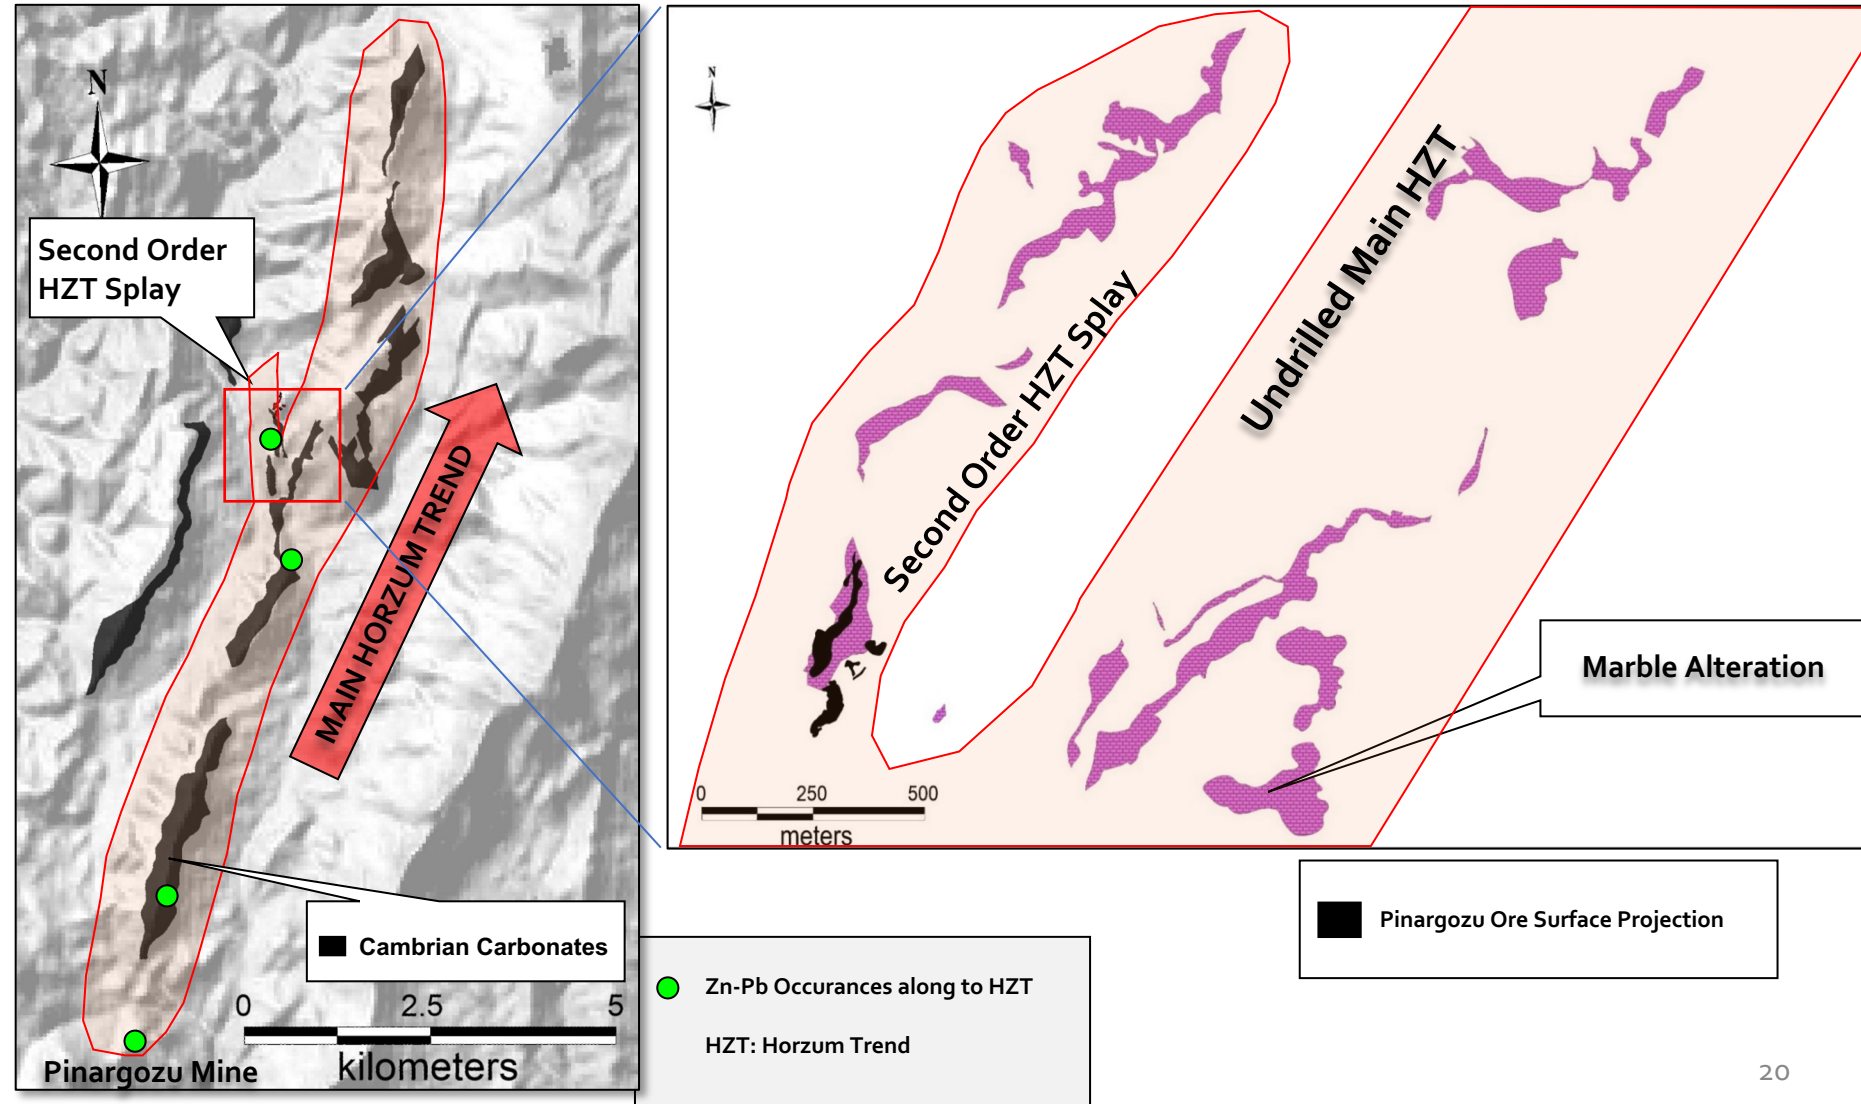 N
Second Order
HZT Splay
MAIN HORZUM TREND
Cambrian Carbonates
0 2.5 5
kilometers
Pinargozu Mine
N
Second Order HZT Splay
Undrilled Main HZT
Marble Alteration
0 250 500
meters
Zn-Pb Occurances along to HZT
HZT: Horzum Trend
Pinargozu Ore Surface Projection
20